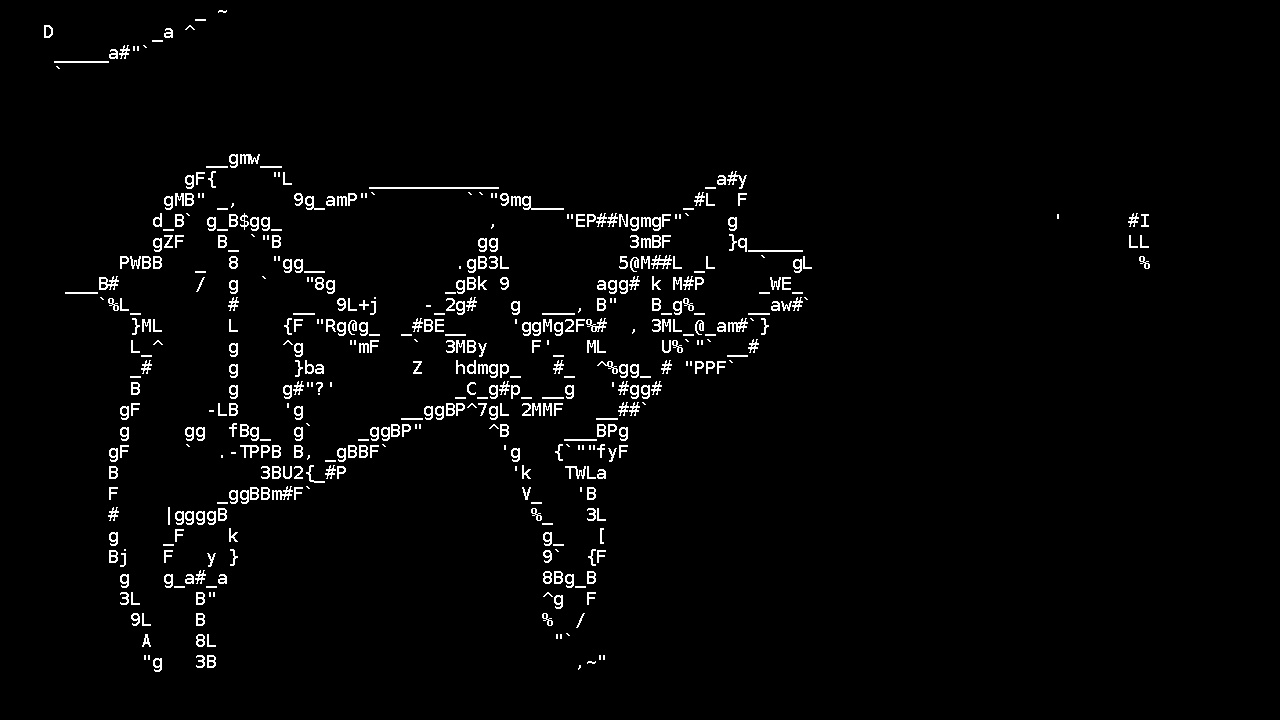 _ ~
    D         _a ^
     _____a#"`
     `
                   __gmw__
                 gF{     "L       ____________                   _a#y
               gMB" _,     9g_amP"`        ``"9mg___           _#L  F
              d_B` g_B$gg_                   ,      "EP##NgmgF"`   g                             '      #I
              gZF   B_ `"B                  gg            3mBF     }q_____                              LL
           PWBB   _  8   "gg__            .gB3L          5@M##L _L    `  gL                              %
      ___B#       /  g  `   "8g          _gBk 9        agg# k M#P     _WE_
         `%L_        #     __  9L+j    -_2g#   g  ___, B"   B_g%_    __aw#`
            }ML      L    {F "Rg@g_  _#BE__    'ggMg2F%#  , 3ML_@_am#`}
            L_^      g    ^g    "mF   `  3MBy    F'_  ML     U%`"` __#
            _#       g     }ba        Z   hdmgp_   #_  ^%gg_ # "PPF`
            B        g    g#"?'           _C_g#p_ __g   '#gg#
           gF      -LB    'g         __ggBP^7gL 2MMF   __##`
           g     gg  fBg_  g`    _ggBP"      ^B     ___BPg
          gF     `  .-TPPB B, _gBBF`          'g   {`""fyF
          B             3BU2{_#P               'k   TWLa
          F         _ggBBm#F`                   V_   'B
          #    |ggggB                            %_   3L
          g    _F    k                            g_   [
          Bj   F   y }                            9`  {F
           g   g_a#_a                             8Bg_B
           3L     B"                              ^g  F
            9L    B                               %  /
             A    8L                               "`
             "g   3B                                 ,~"